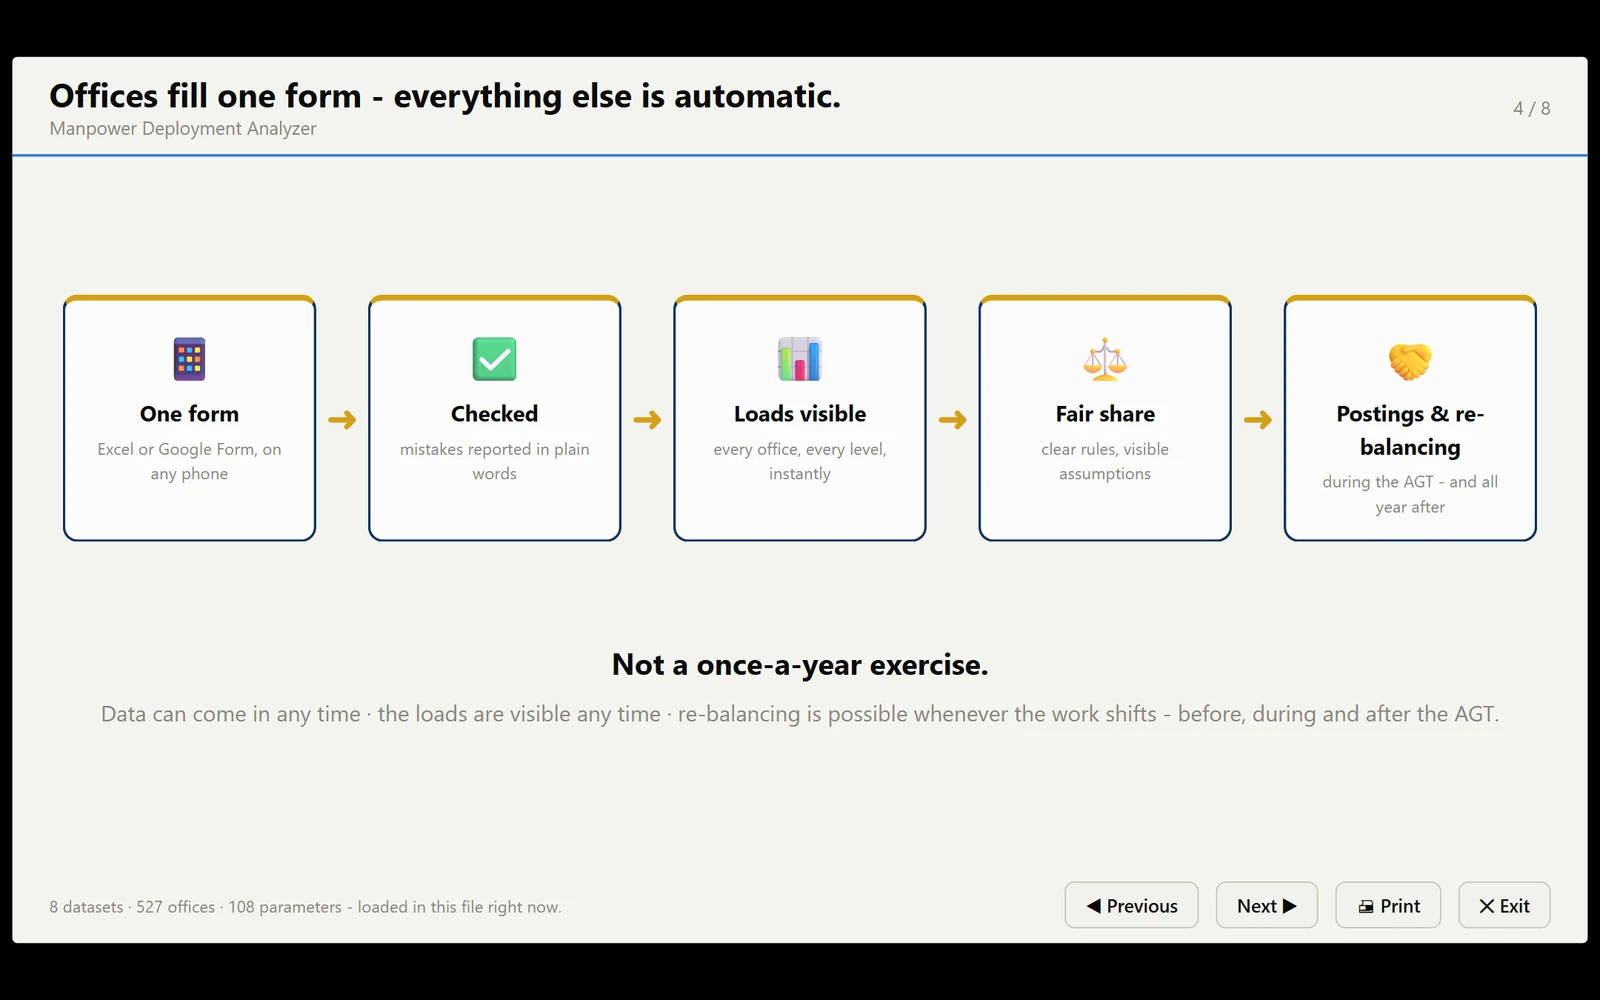 Offices fill one form - everything else is automatic.
Manpower Deployment Analyzer
4 / 8
One form
Excel or Google Form, on
any phone
➜
Checked
mistakes reported in plain
words
➜
Loads visible
every office, every level,
instantly
➜
Fair share
clear rules, visible
assumptions
➜
Postings & re-
balancing
during the AGT - and all
year after
Not a once-a-year exercise.
Data can come in any time · the loads are visible any time · re-balancing is possible whenever the work shifts - before, during and after the AGT.
8 datasets · 527 offices · 108 parameters - loaded in this file right now.
◀ Previous
Next ▶
🖨 Print
✕ Exit